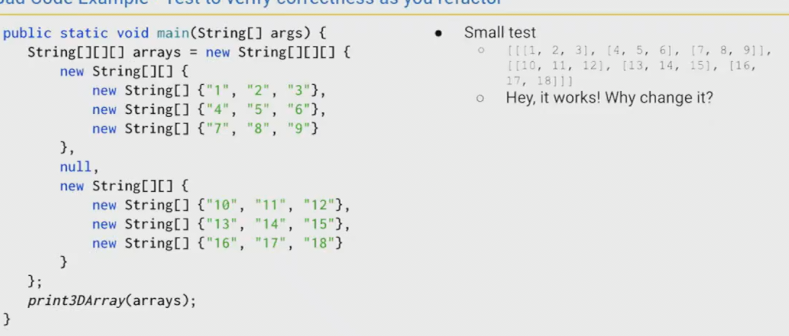 Bad Code Example - Test to verify correctness as you refactor
public static void main(String[] args) {
String[][][] arrays = new String[][][] {
new String[][] {
new String[] {"1", "2", "3"},
new String[] {"4", "5", "6"},
new String[] {"7", "8", "9"}
},
null,
new String[][] {
new String[] {"10", "11", "12"},
new String[] {"13", "14", "15"},
new String[] {"16", "17", "18"}
}
};
print3DArray(arrays);
}
● Small test
○ [[[1, 2, 3], [4, 5, 6], [7, 8, 9]],
[[10, 11, 12], [13, 14, 15], [16,
17, 18]]]
○ Hey, it works! Why change it?